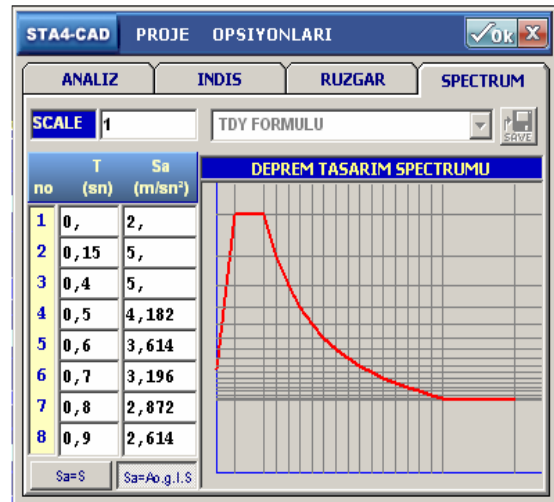 STA4-CAD PROJE OPSIYONLARI Ok X
ANALIZ INDIS RUZGAR SPECTRUM
SCALE 1 TDY FORMULU SAVE
no T (sn) Sa (m/sn²) DEPREM TASARIM SPECTRUMU
1 0, 2,
2 0,15 5,
3 0,4 5,
4 0,5 4,182
5 0,6 3,614
6 0,7 3,196
7 0,8 2,872
8 0,9 2,614
Sa=S Sa=Ao.g.I.S